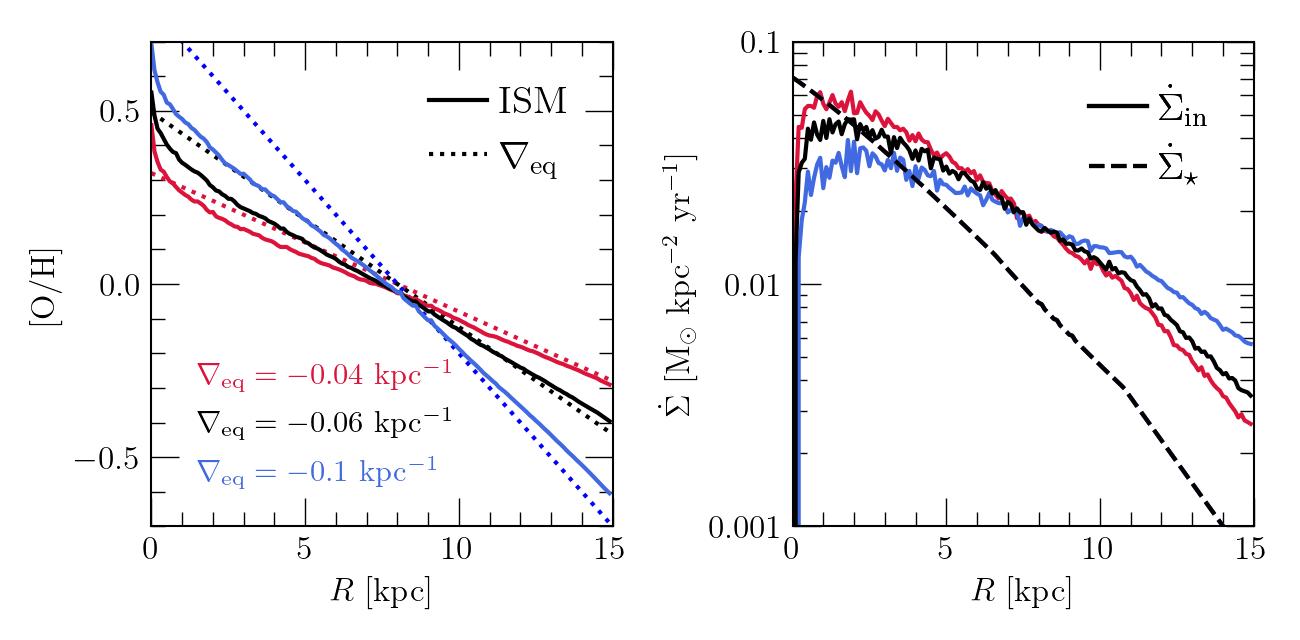 [O/H]
0.5
0.0
−0.5
0 5 10 15
R [kpc]
ISM
∇eq
∇eq = −0.04 kpc⁻¹
∇eq = −0.06 kpc⁻¹
∇eq = −0.1 kpc⁻¹
Σ̇ [M⊙ kpc⁻² yr⁻¹]
0.1
0.01
0.001
0 5 10 15
R [kpc]
Σ̇in
Σ̇⋆